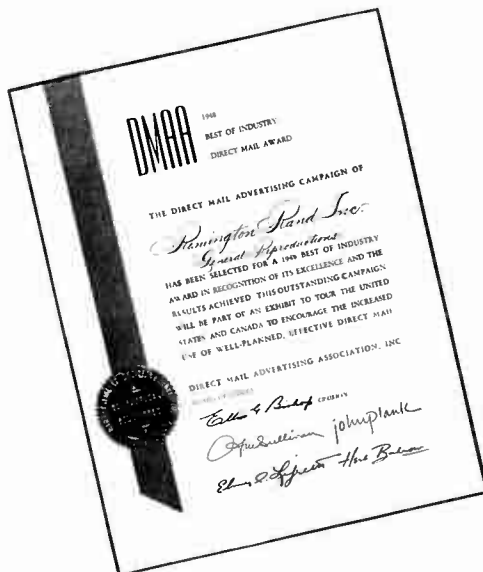 DMAA
1948
BEST OF INDUSTRY
DIRECT MAIL AWARD
THE DIRECT MAIL ADVERTISING CAMPAIGN OF
Remington Rand Inc.
General Reproductions
HAS BEEN SELECTED FOR A 1948 BEST OF INDUSTRY
AWARD IN RECOGNITION OF ITS EXCELLENCE AND THE
RESULTS ACHIEVED THIS OUTSTANDING CAMPAIGN
WILL BE PART OF AN EXHIBIT TO TOUR THE UNITED
STATES AND CANADA TO ENCOURAGE THE INCREASED
USE OF WELL-PLANNED, EFFECTIVE DIRECT MAIL
DIRECT MAIL ADVERTISING ASSOCIATION, INC
john plank